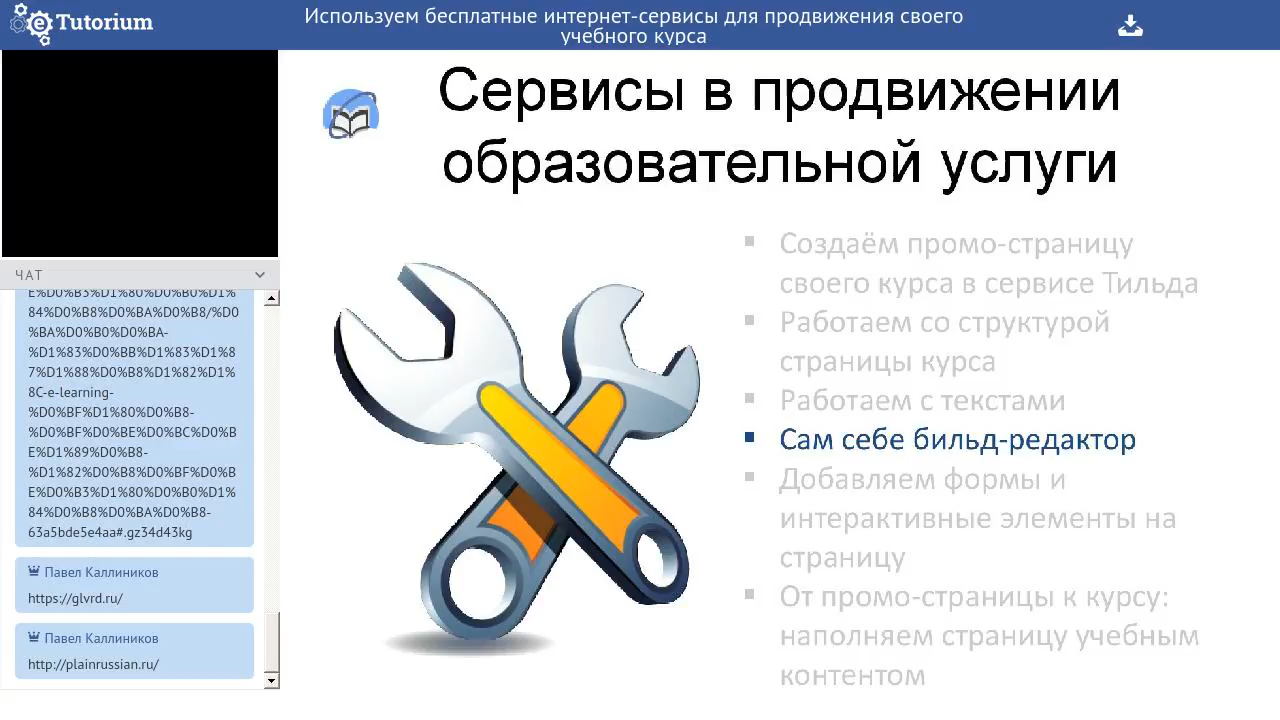 Tutorium
Используем бесплатные интернет-сервисы для продвижения своего
учебного курса
ЧАТ
E%D0%B3%D1%80%D0%B0%D1%
84%D0%B8%D0%BA%D0%B8/%D0
%BA%D0%B0%D0%BA-
%D1%83%D0%BB%D1%83%D1%8
7%D1%88%D0%B8%D1%82%D1%
8C-e-learning-
%D0%BF%D1%80%D0%B8-
%D0%BF%D0%BE%D0%BC%D0%B
E%D1%89%D0%B8-
%D1%82%D0%B8%D0%BF%D0%B
E%D0%B3%D1%80%D0%B0%D1%
84%D0%B8%D0%BA%D0%B8-
63a5bde5e4aa#.gz34d43kg
Павел Каллиников
https://glvrd.ru/
Павел Каллиников
http://plainrussian.ru/
Сервисы в продвижении
образовательной услуги
▪ Создаём промо-страницу
своего курса в сервисе Тильда
▪ Работаем со структурой
страницы курса
▪ Работаем с текстами
▪ Сам себе бильд-редактор
▪ Добавляем формы и
интерактивные элементы на
страницу
▪ От промо-страницы к курсу:
наполняем страницу учебным
контентом